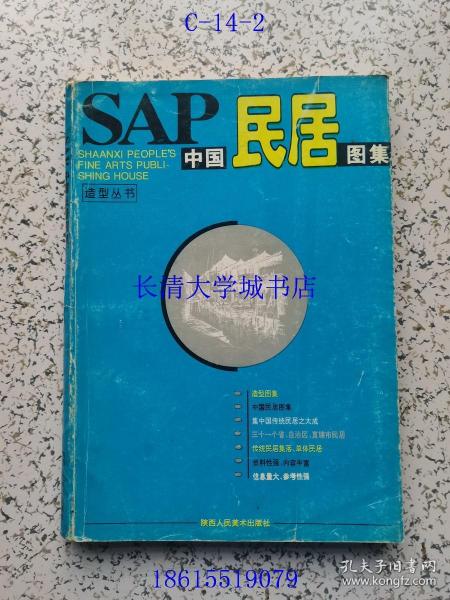 C-14-2
SAP
SHAANXI PEOPLE'S
FINE ARTS PUBLI-
SHING HOUSE
中国民居图集
造型丛书
长清大学城书店
造型图集
中国民居图集
集中国传统民居之大成
三十一个省、自治区、直辖市民居
传统民居集落、单体民居
资料性强、内容丰富
信息量大、参考性强
陕西人民美术出版社
18615519079
孔夫子旧书网
www.kongfz.com